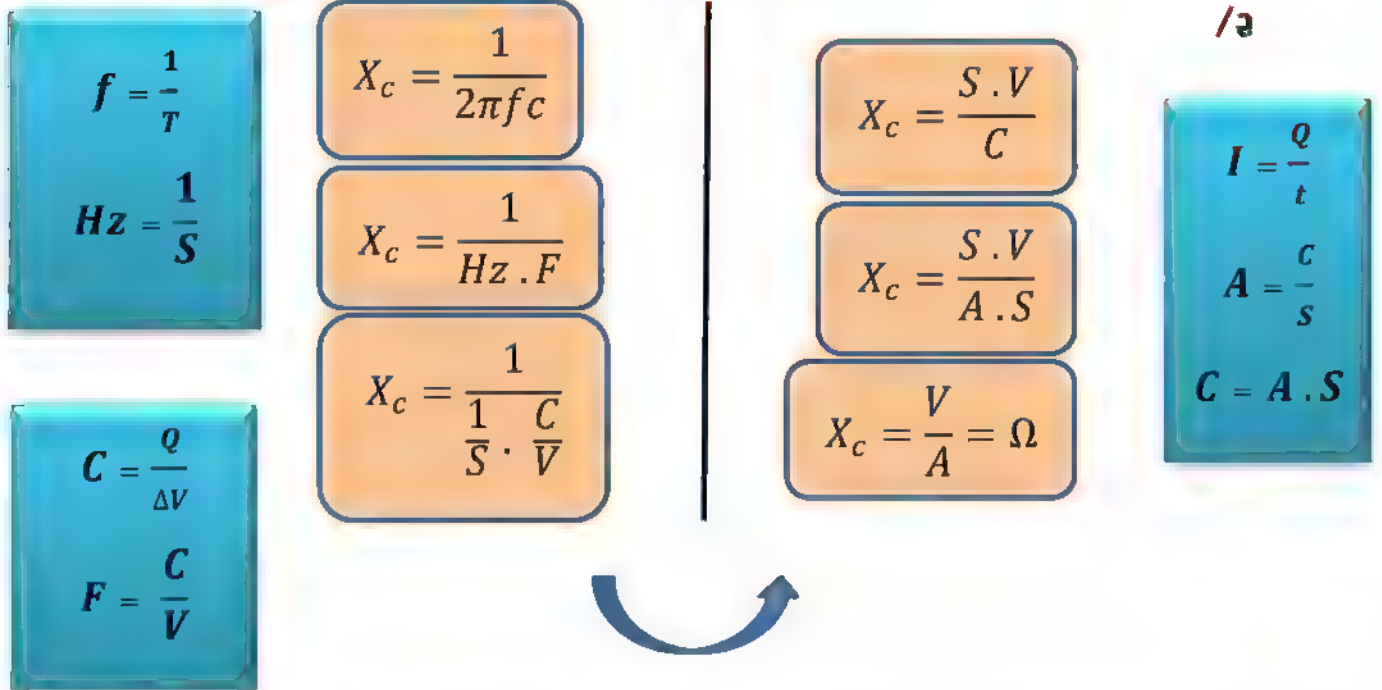 f = 1/T
Hz = 1/S
C = Q/ΔV
F = C/V
X_c = 1/(2πfc)
X_c = 1/(Hz . F)
X_c = 1/((1/S) . (C/V))
X_c = (S . V)/C
X_c = (S . V)/(A . S)
X_c = V/A = Ω
I = Q/t
A = C/S
C = A . S